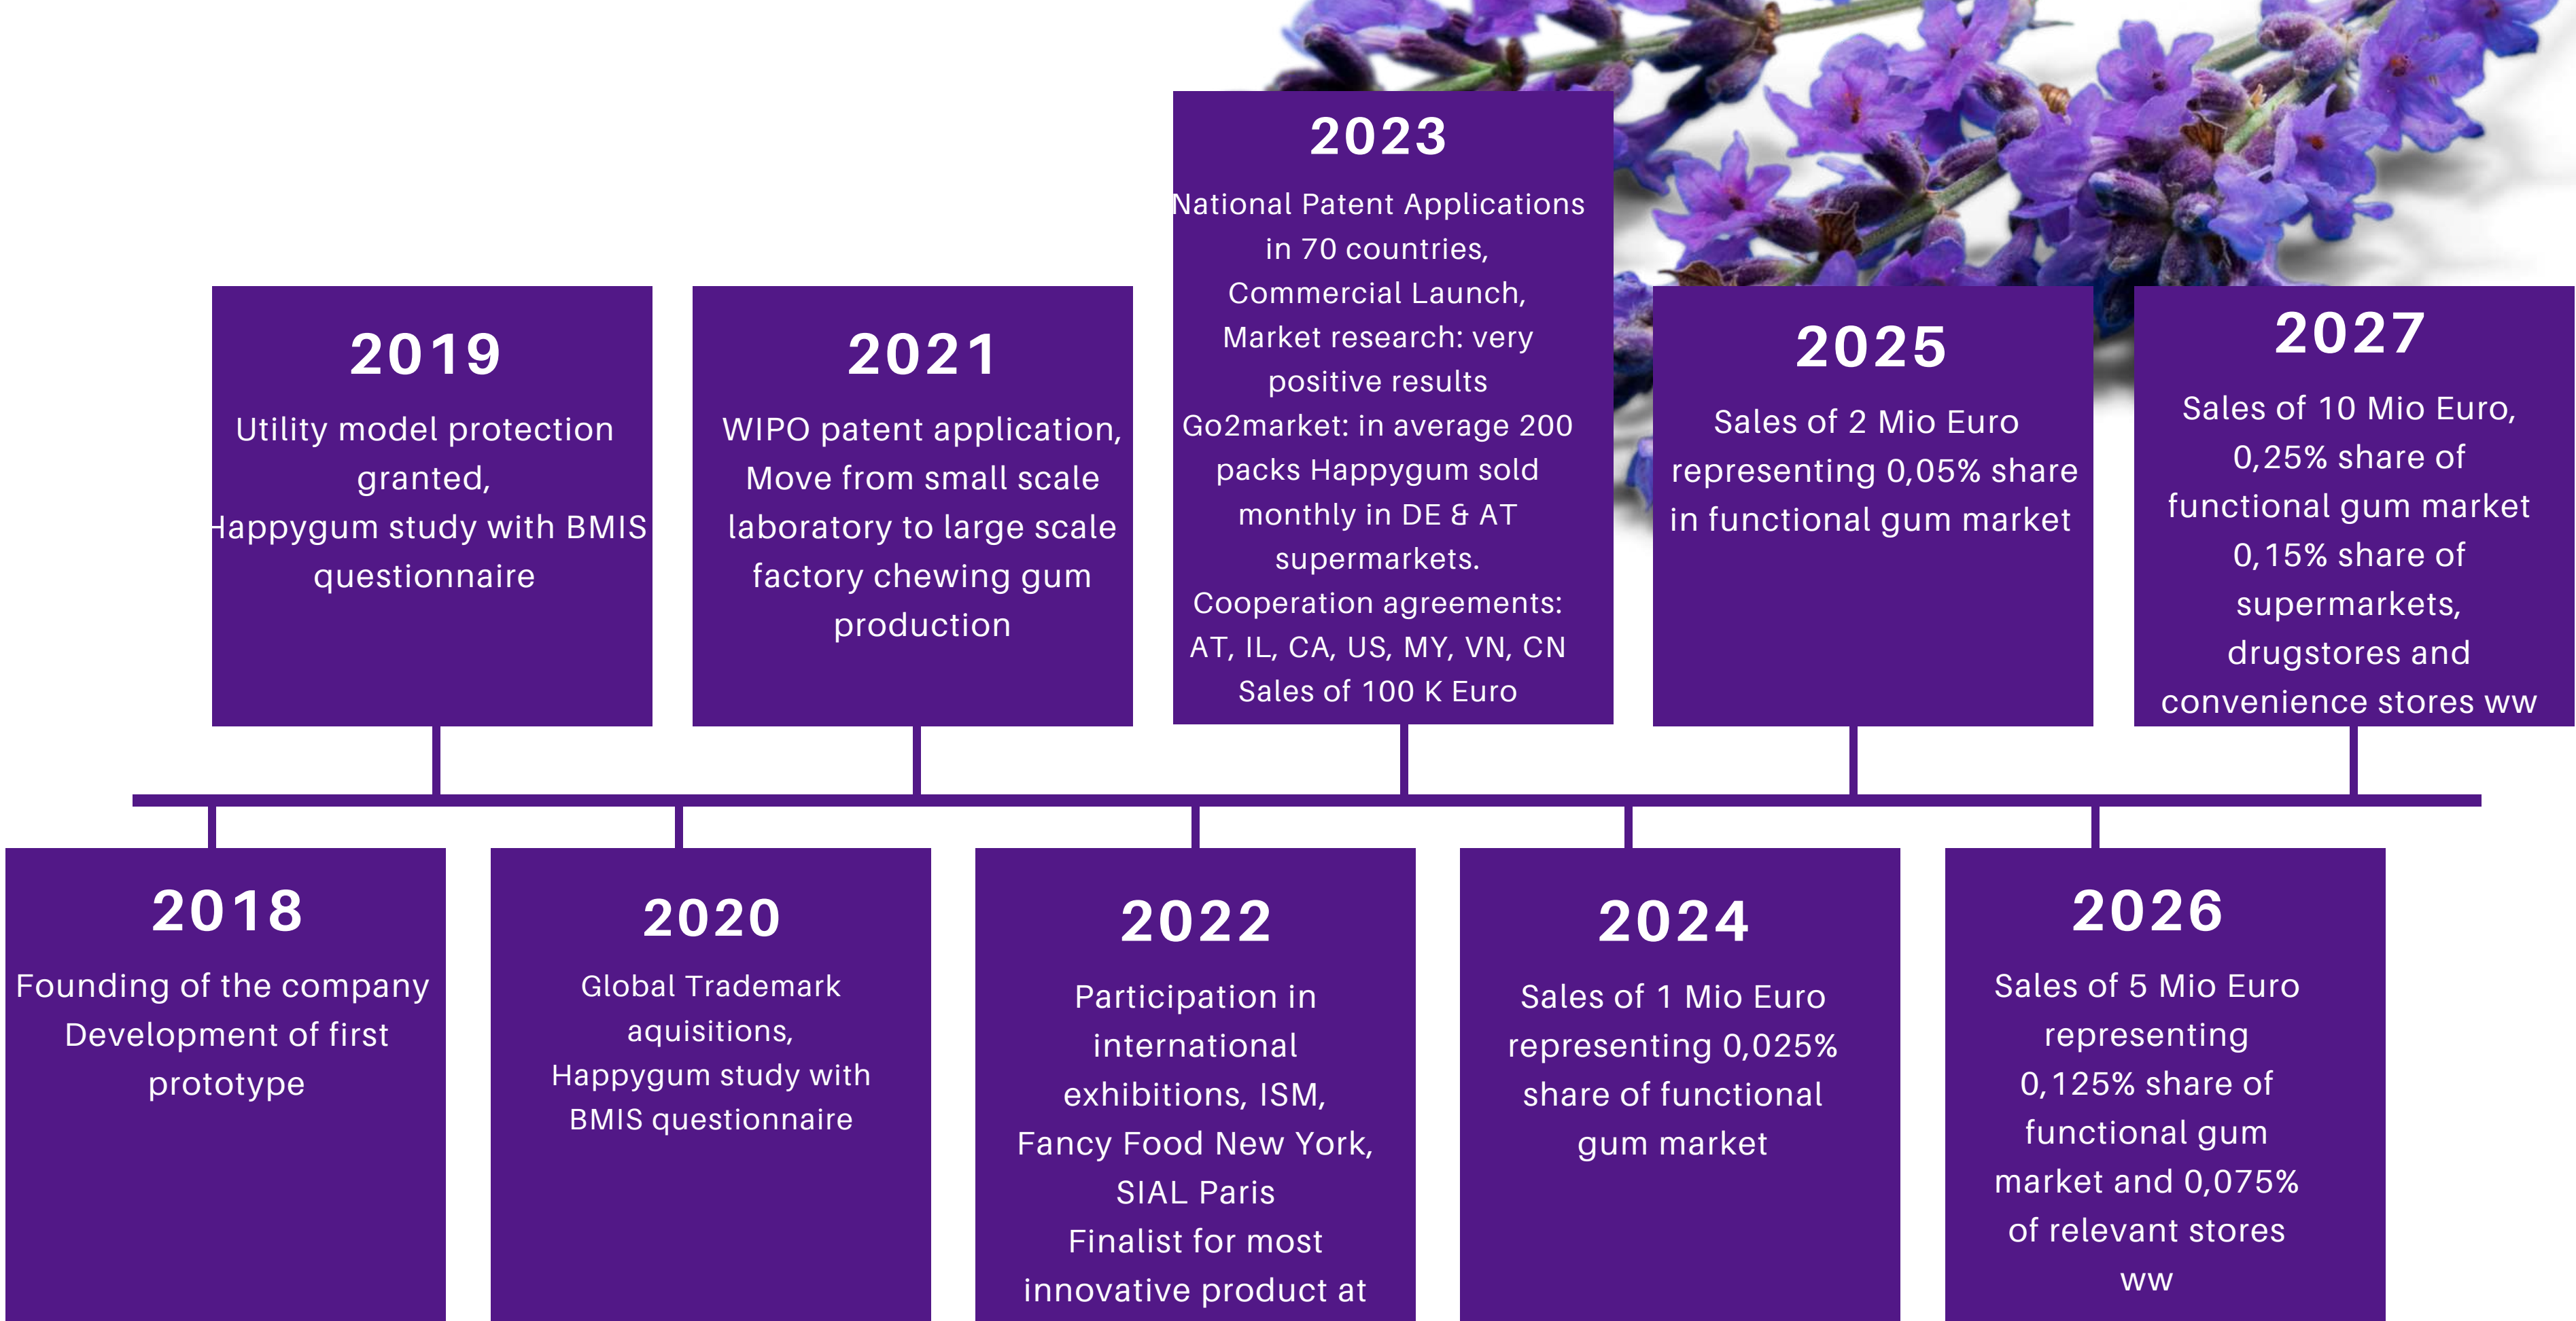 2023
National Patent Applications
in 70 countries,
Commercial Launch,
Market research: very
positive results
Go2market: in average 200
packs Happygum sold
monthly in DE & AT
supermarkets.
Cooperation agreements:
AT, IL, CA, US, MY, VN, CN
Sales of 100 K Euro
2019
Utility model protection
granted,
Happygum study with BMIS
questionnaire
2021
WIPO patent application,
Move from small scale
laboratory to large scale
factory chewing gum
production
2025
Sales of 2 Mio Euro
representing 0,05% share
in functional gum market
2027
Sales of 10 Mio Euro,
0,25% share of
functional gum market
0,15% share of
supermarkets,
drugstores and
convenience stores ww
2018
Founding of the company
Development of first
prototype
2020
Global Trademark
aquisitions,
Happygum study with
BMIS questionnaire
2022
Participation in
international
exhibitions, ISM,
Fancy Food New York,
SIAL Paris
Finalist for most
innovative product at
2024
Sales of 1 Mio Euro
representing 0,025%
share of functional
gum market
2026
Sales of 5 Mio Euro
representing
0,125% share of
functional gum
market and 0,075%
of relevant stores
ww